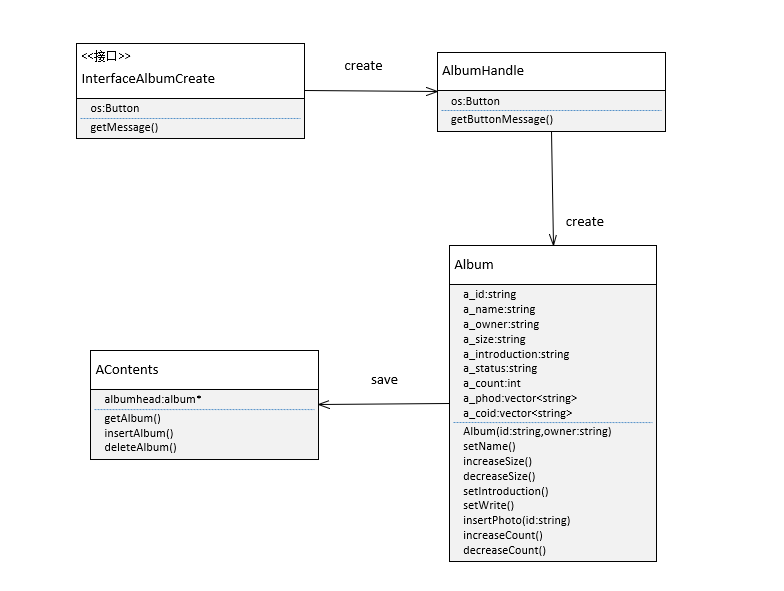 <<接口>>
InterfaceAlbumCreate
os:Button
getMessage()
create
AlbumHandle
os:Button
getButtonMessage()
create
Album
a_id:string
a_name:string
a_owner:string
a_size:string
a_introduction:string
a_status:string
a_count:int
a_phod:vector<string>
a_coid:vector<string>
Album(id:string,owner:string)
setName()
increaseSize()
decreaseSize()
setIntroduction()
setWrite()
insertPhoto(id:string)
increaseCount()
decreaseCount()
save
AContents
albumhead:album*
getAlbum()
insertAlbum()
deleteAlbum()